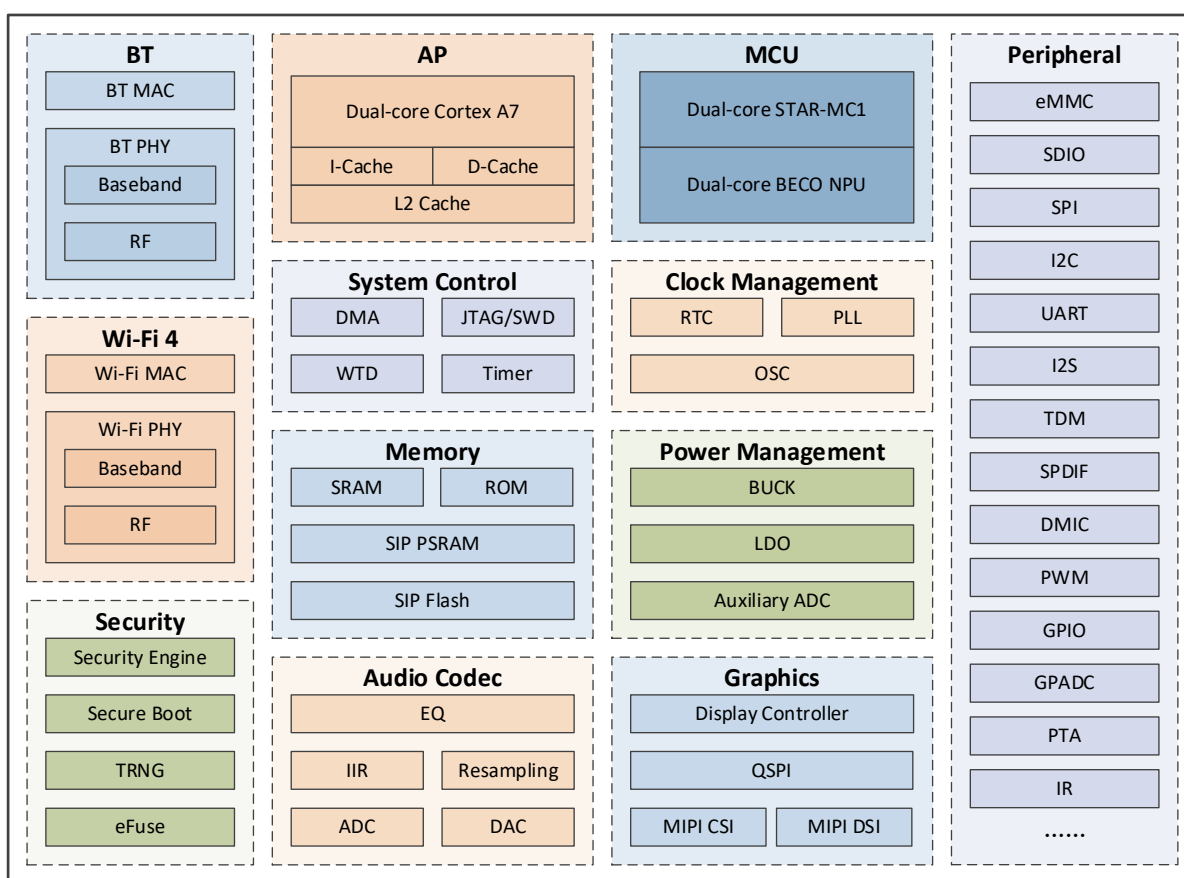 BT
BT MAC
BT PHY
Baseband
RF
Wi-Fi 4
Wi-Fi MAC
Wi-Fi PHY
Baseband
RF
Security
Security Engine
Secure Boot
TRNG
eFuse
AP
Dual-core Cortex A7
I-Cache
D-Cache
L2 Cache
System Control
DMA
JTAG/SWD
WTD
Timer
Memory
SRAM
ROM
SIP PSRAM
SIP Flash
Audio Codec
EQ
IIR
Resampling
ADC
DAC
MCU
Dual-core STAR-MC1
Dual-core BECO NPU
Clock Management
RTC
PLL
OSC
Power Management
BUCK
LDO
Auxiliary ADC
Graphics
Display Controller
QSPI
MIPI CSI
MIPI DSI
Peripheral
eMMC
SDIO
SPI
I2C
UART
I2S
TDM
SPDIF
DMIC
PWM
GPIO
GPADC
PTA
IR
......